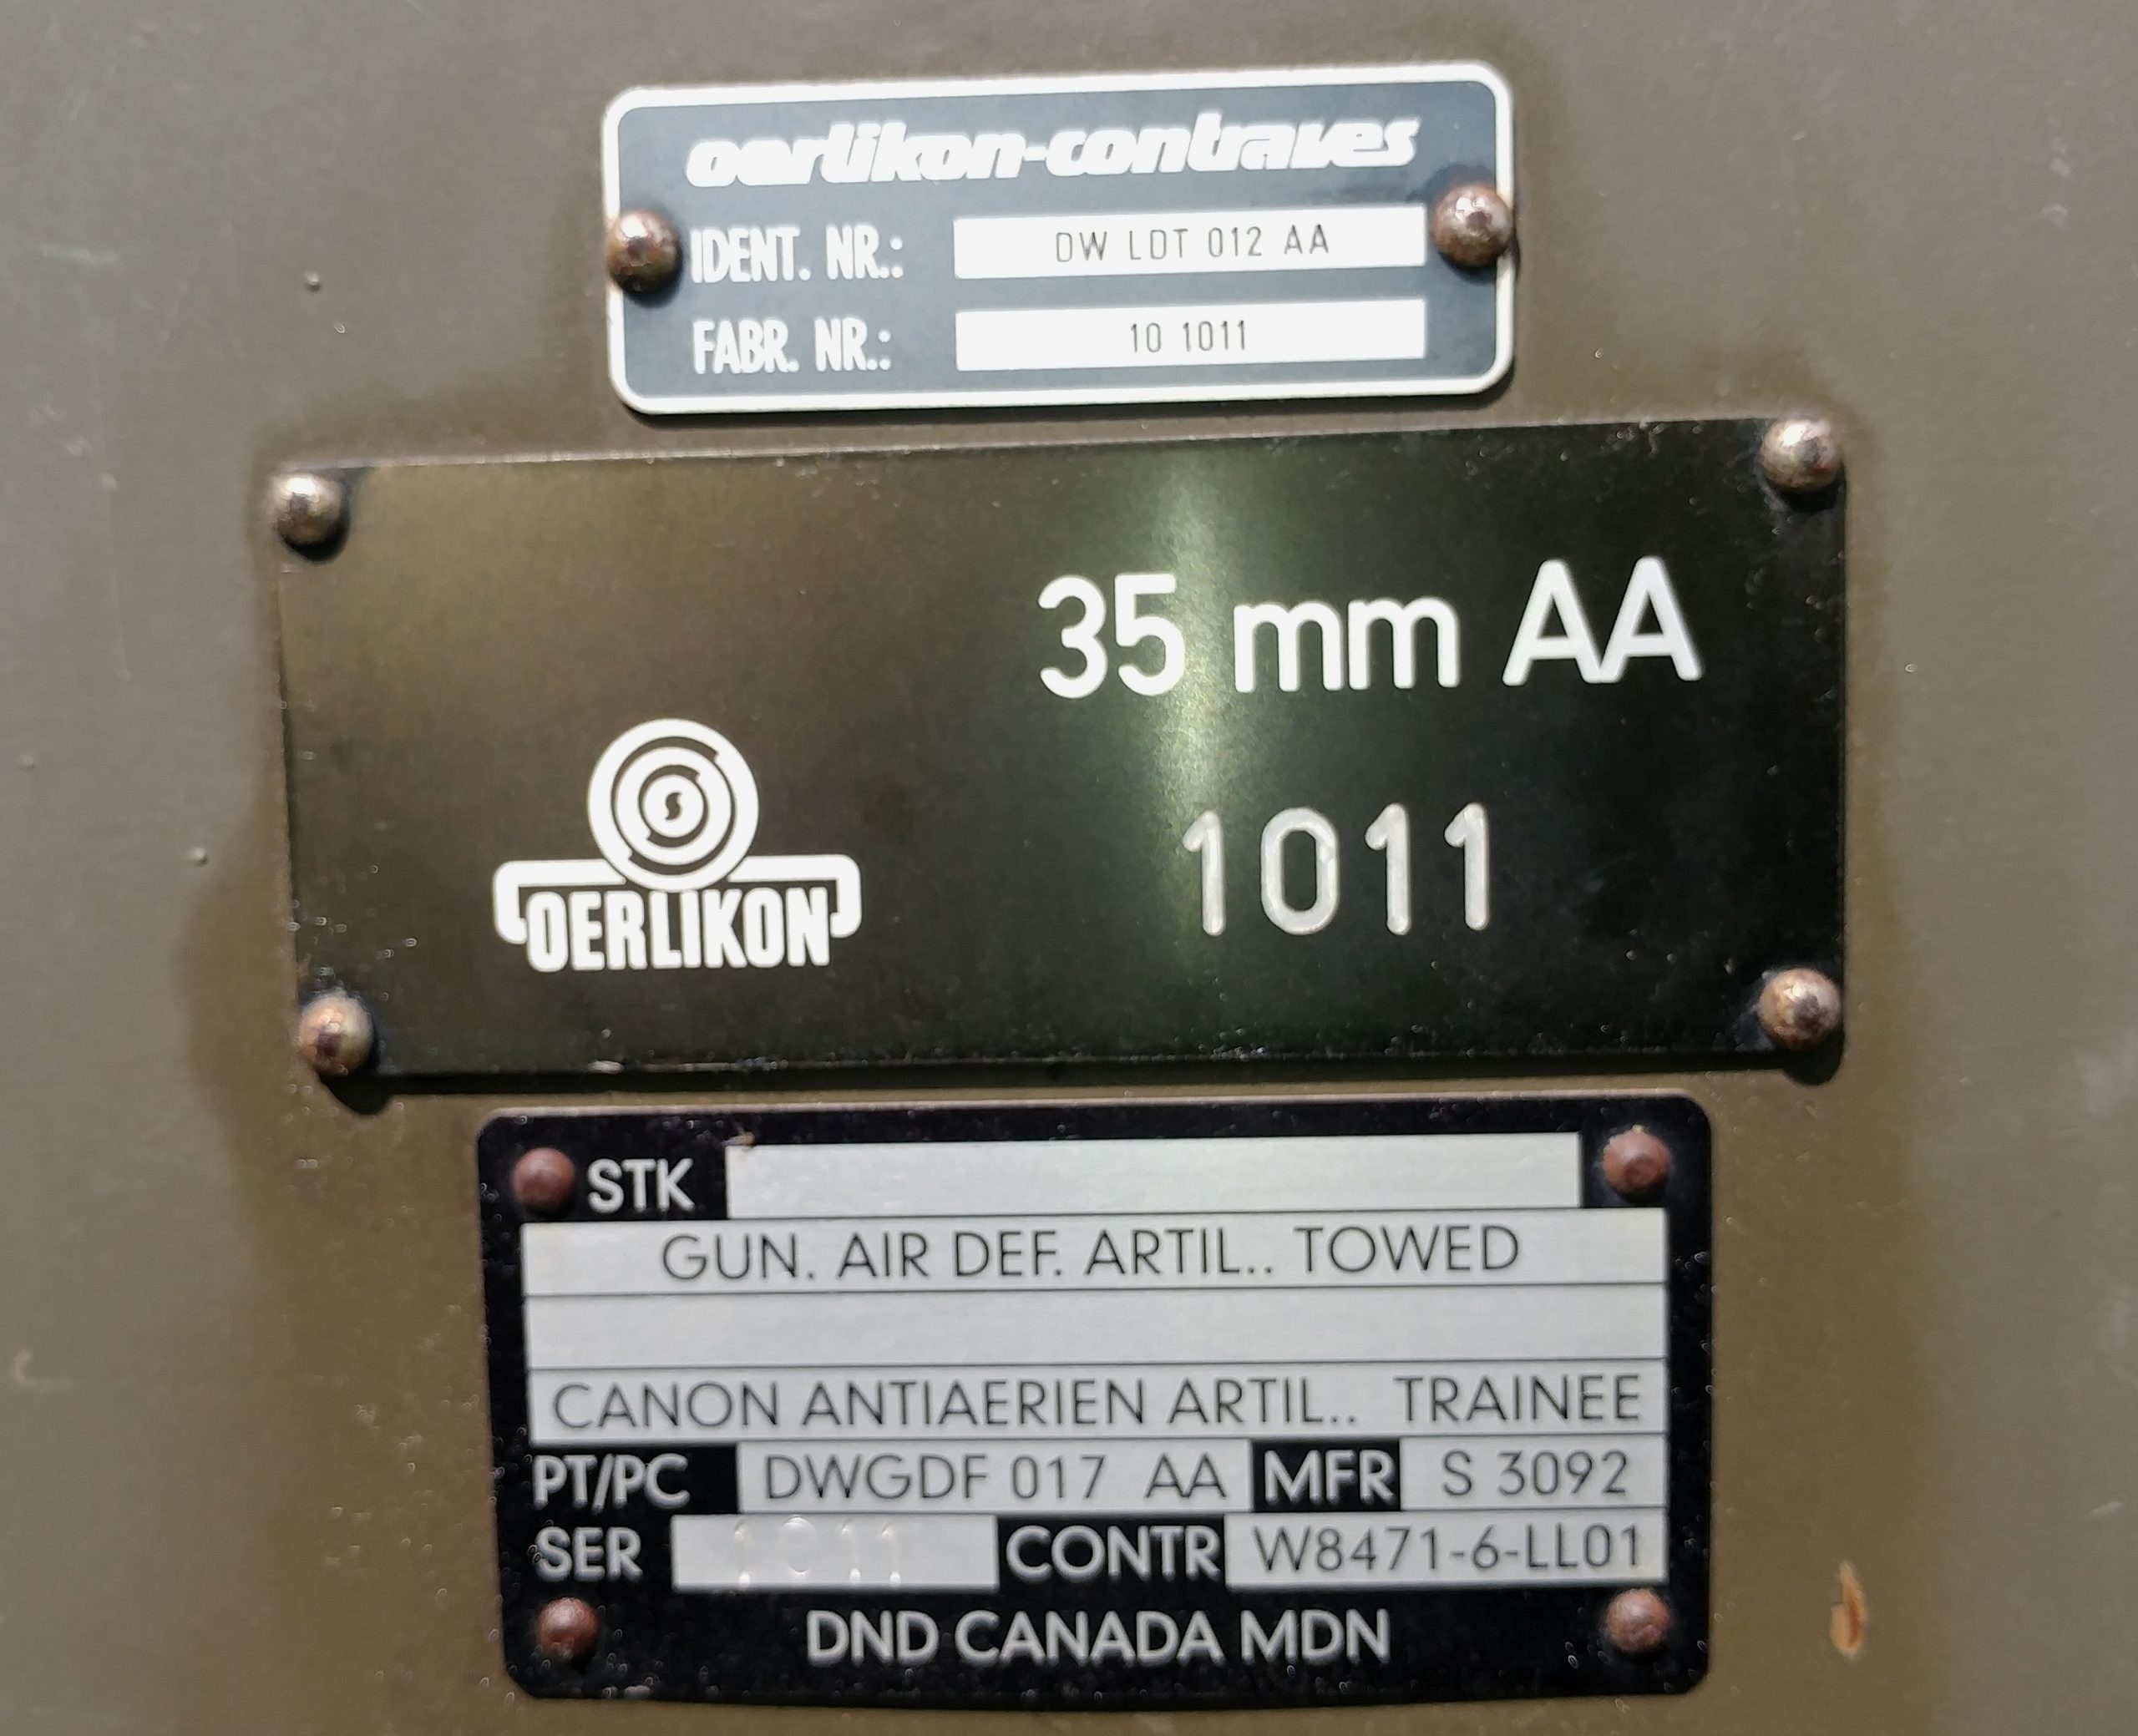 oerlikon-contraves
IDENT. NR.: DW LDT 012 AA
FABR. NR.: 10 1011
35 mm AA
1011
OERLIKON
STK
GUN. AIR DEF. ARTIL.. TOWED
CANON ANTIAERIEN ARTIL.. TRAINEE
PT/PC DWGDF 017 AA MFR S 3092
SER 1011 CONTR W8471-6-LL01
DND CANADA MDN